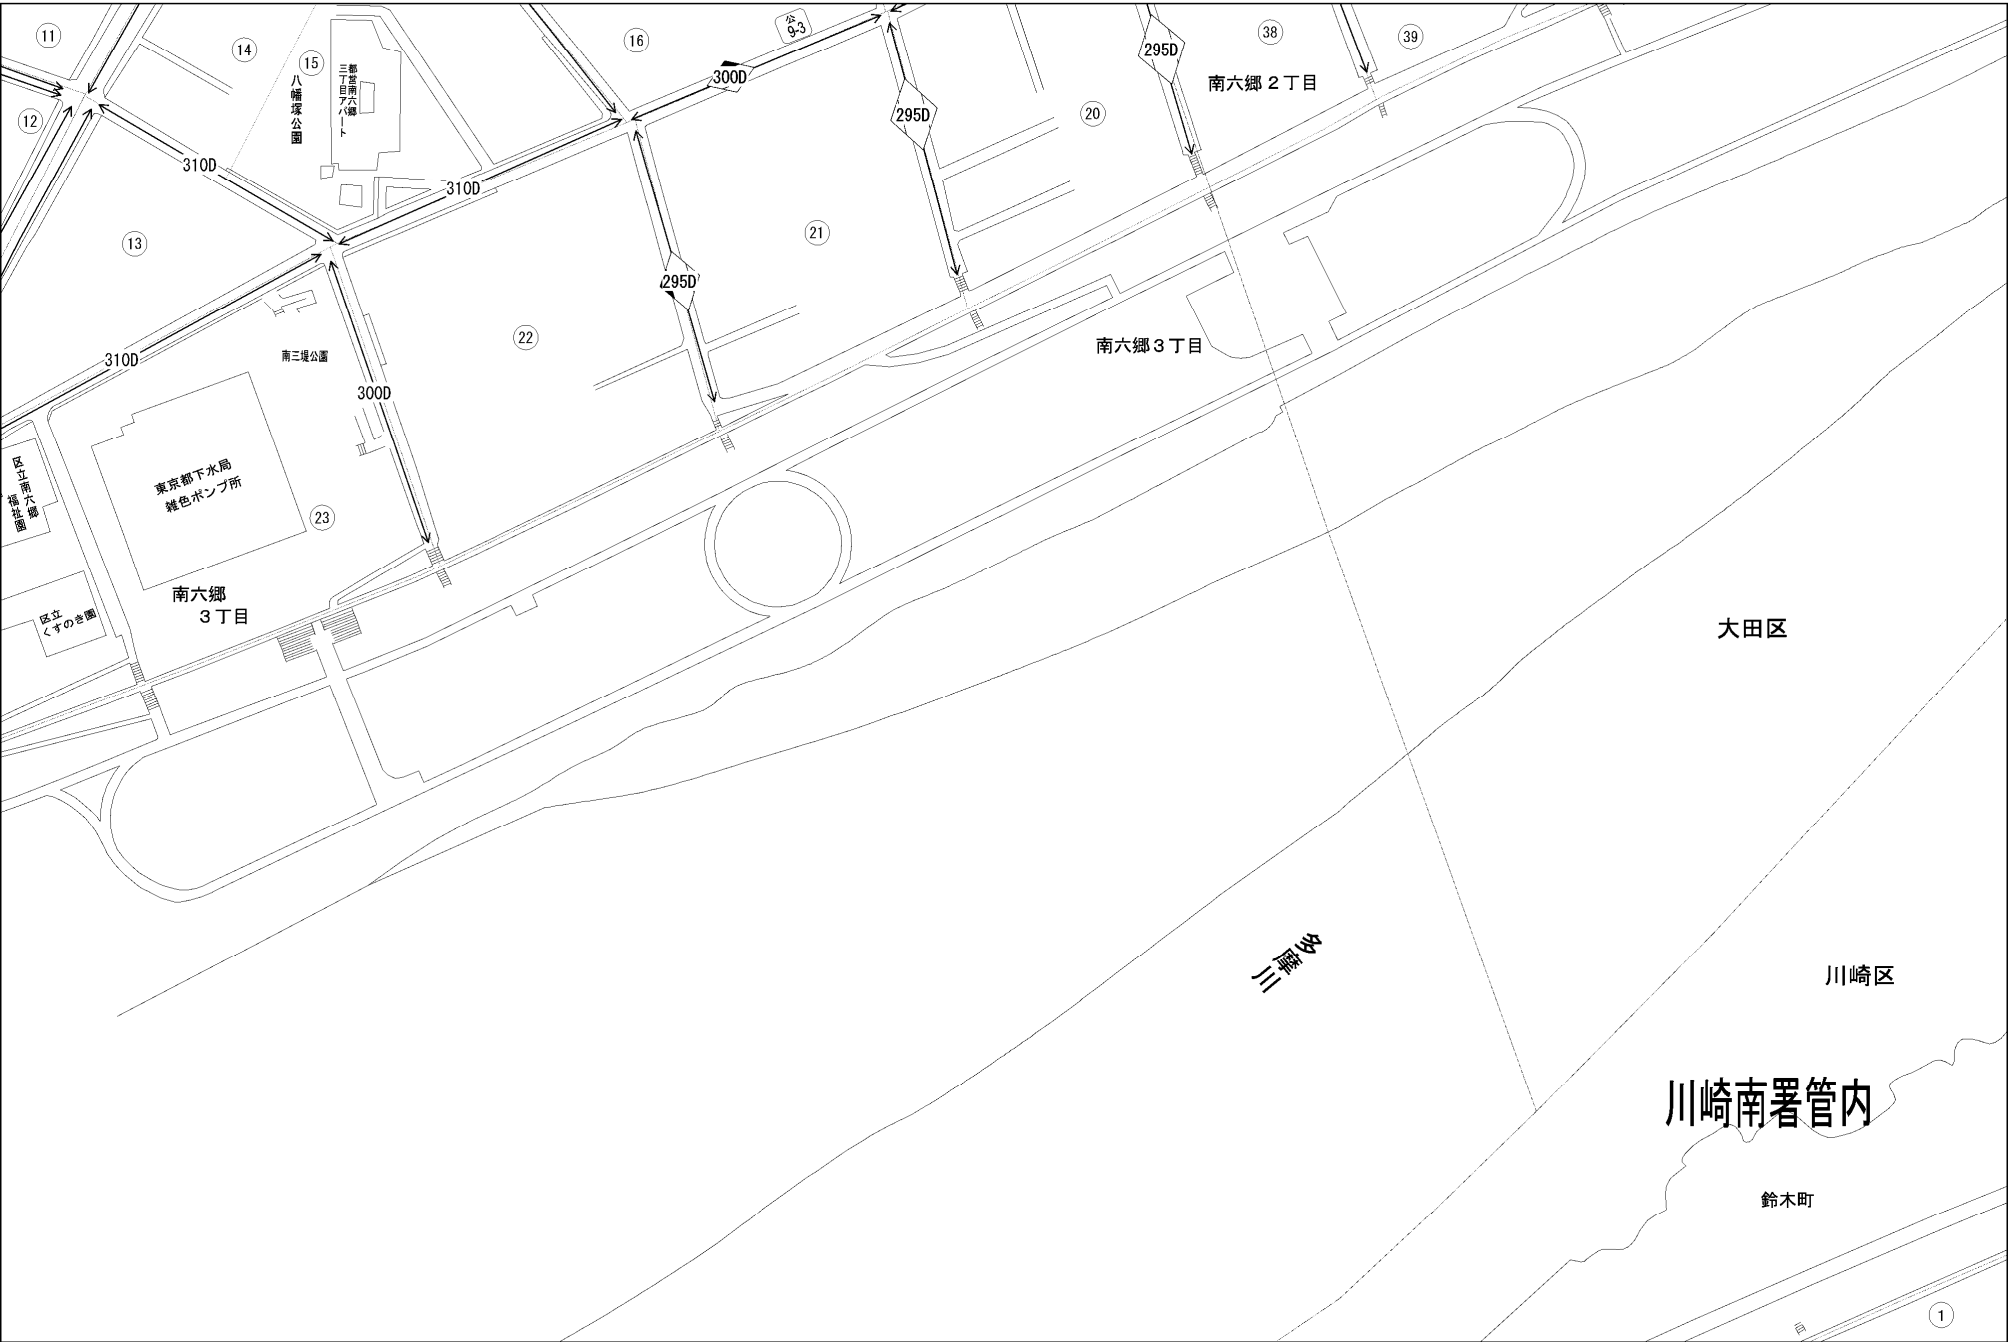 11
14
15
八幡塚公園
都営南六郷
三丁目アパート
16
公
9-3
300D
295D
38
39
南六郷２丁目
295D
20
12
310D
310D
13
21
295D
310D
南三堤公園
22
300D
南六郷３丁目
区立南六郷
福祉園
東京都下水局
雑色ポンプ所
23
南六郷
３丁目
区立
くすのき園
大田区
多摩川
川崎区
川崎南署管内
鈴木町
1